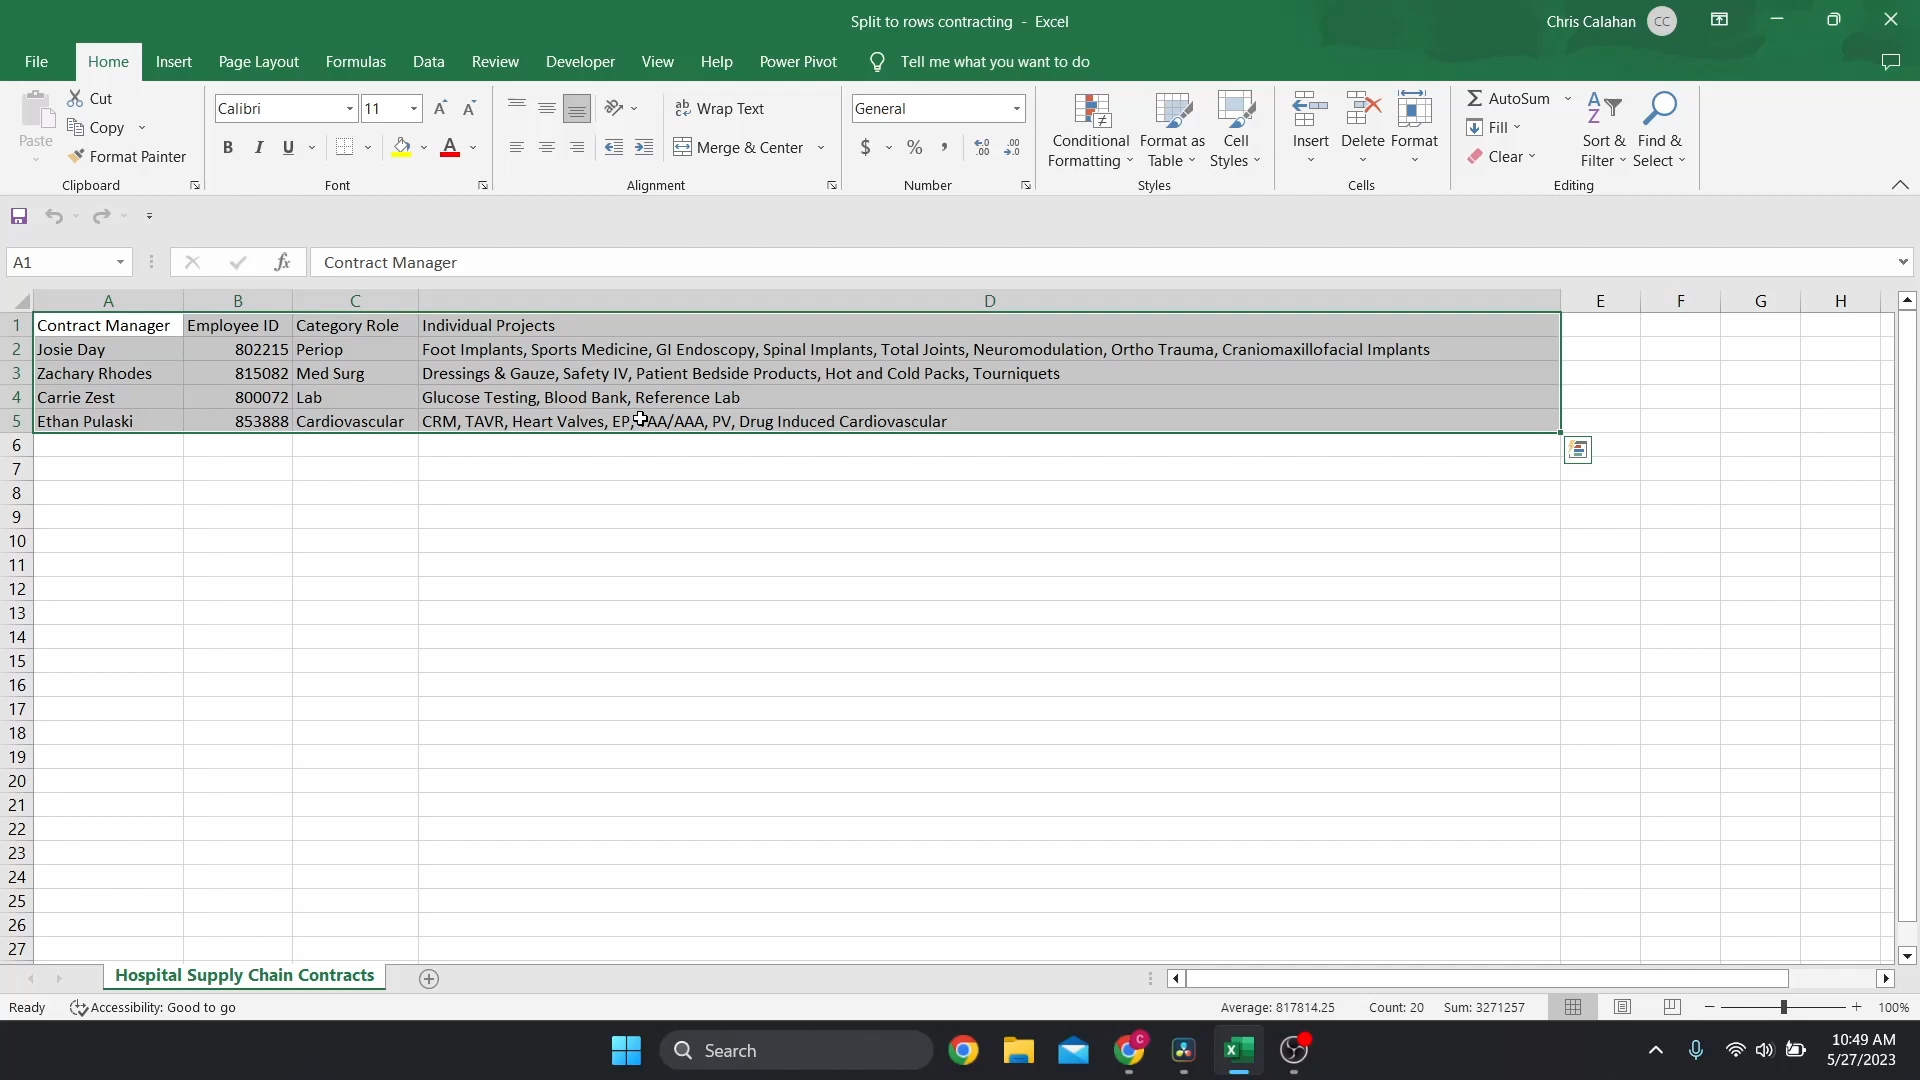 Split to rows contracting - Excel
Chris Calahan CC
File Home Insert Page Layout Formulas Data Review View Developer Help Power Pivot Tell me what you want to do
Paste
Cut
Copy
Format Painter
Clipboard
Calibri 11
B I U
Font
Wrap Text
Merge & Center
Alignment
General
$ %
Number
Conditional Formatting
Format as Table
Cell Styles
Styles
Insert Delete Format
Cells
AutoSum
Fill
Clear
Sort & Filter
Find & Select
Editing
A1 fx Contract Manager
A B C D E F G H
1 Contract Manager Employee ID Category Role Individual Projects
2 Josie Day 802215 Periop Foot Implants, Sports Medicine, GI Endoscopy, Spinal Implants, Total Joints, Neuromodulation, Ortho Trauma, Craniomaxillofacial Implants
3 Zachary Rhodes 815082 Med Surg Dressings & Gauze, Safety IV, Patient Bedside Products, Hot and Cold Packs, Tourniquets
4 Carrie Zest 800072 Lab Glucose Testing, Blood Bank, Reference Lab
5 Ethan Pulaski 853888 Cardiovascular CRM, TAVR, Heart Valves, EP, PV, Drug Induced Cardiovascular
6
7
8
9
10
11
12
13
14
15
16
17
18
19
20
21
22
23
24
25
26
27
Hospital Supply Chain Contracts
Ready Accessibility: Good to go Average: 817814.25 Count: 20 Sum: 3271257 100%
Search
10:49 AM
5/27/2023